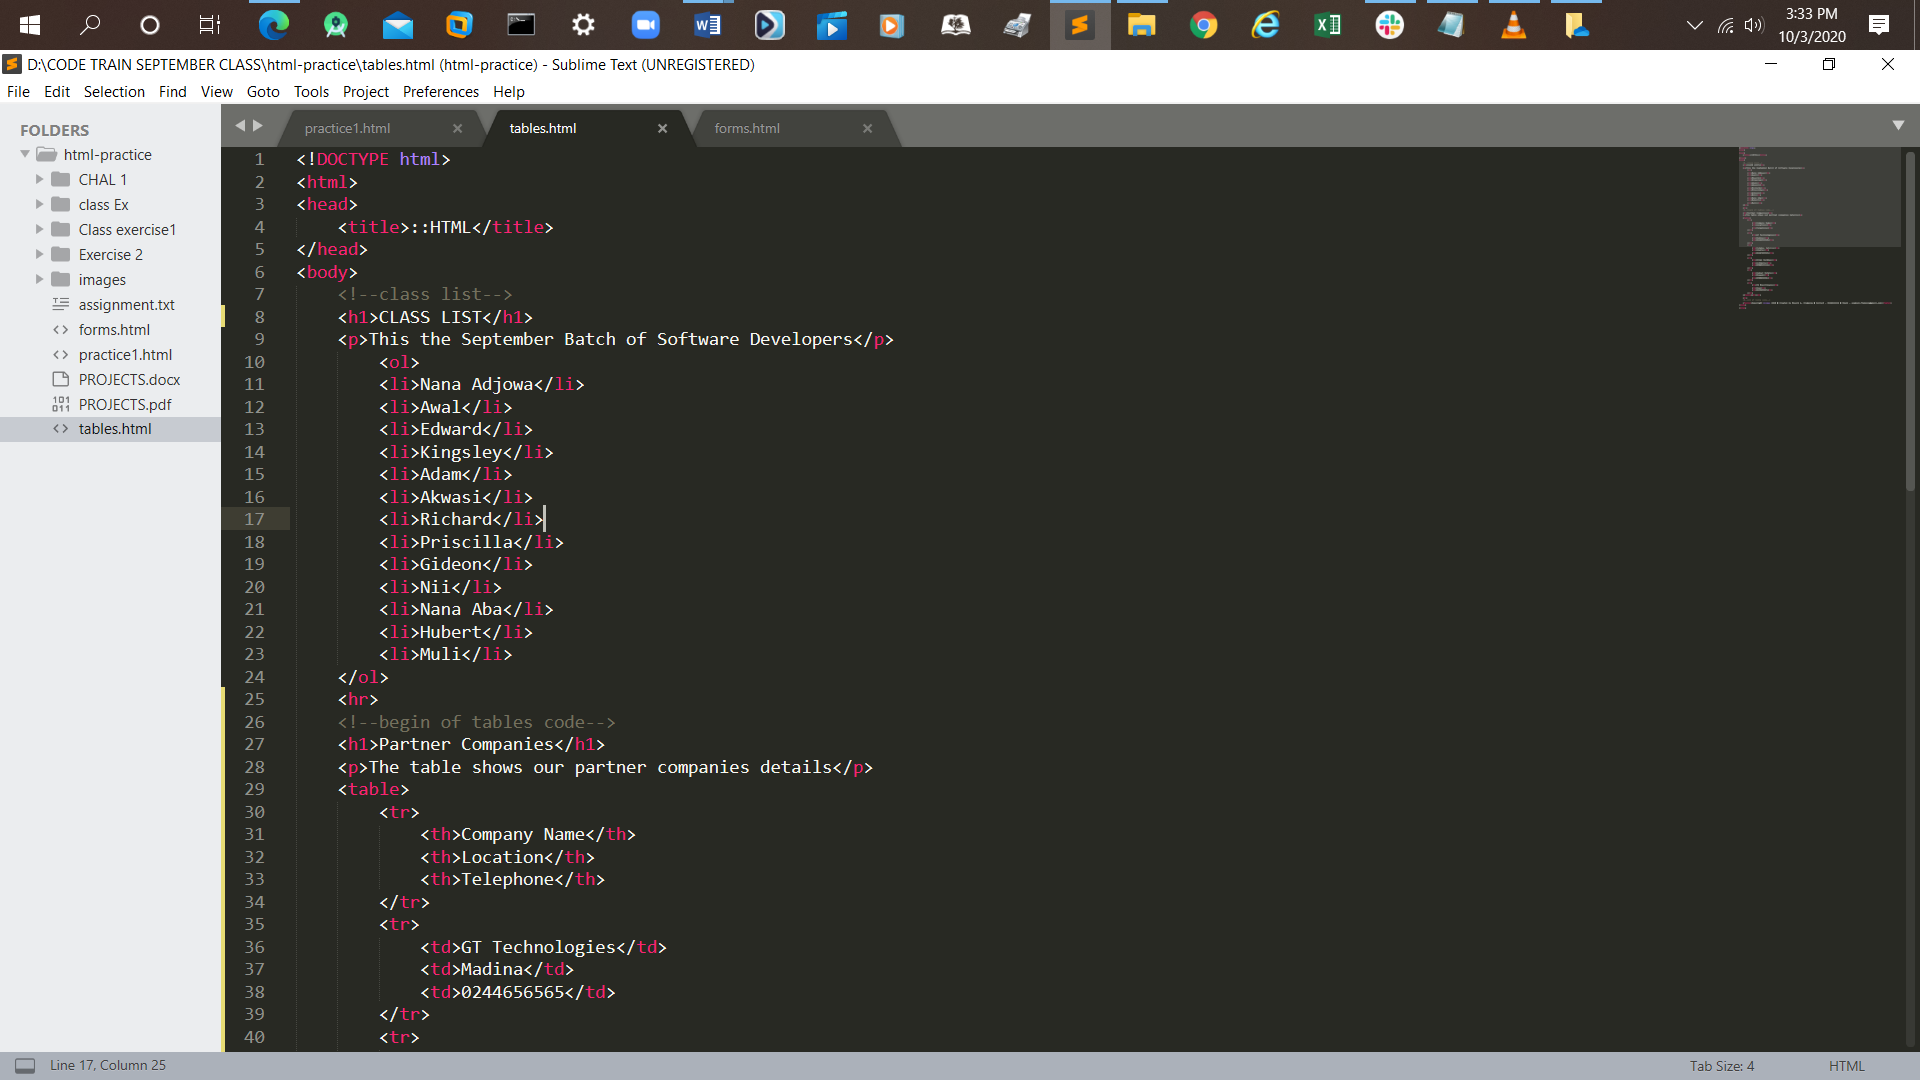 3:33 PM
10/3/2020
D:\CODE TRAIN SEPTEMBER CLASS\html-practice\tables.html (html-practice) - Sublime Text (UNREGISTERED)
File Edit Selection Find View Goto Tools Project Preferences Help
FOLDERS
html-practice
CHAL 1
class Ex
Class exercise1
Exercise 2
images
assignment.txt
forms.html
practice1.html
PROJECTS.docx
PROJECTS.pdf
tables.html
practice1.html tables.html forms.html
1 <!DOCTYPE html>
2 <html>
3 <head>
4 <title>::HTML</title>
5 </head>
6 <body>
7 <!--class list-->
8 <h1>CLASS LIST</h1>
9 <p>This the September Batch of Software Developers</p>
10 <ol>
11 <li>Nana Adjowa</li>
12 <li>Awal</li>
13 <li>Edward</li>
14 <li>Kingsley</li>
15 <li>Adam</li>
16 <li>Akwasi</li>
17 <li>Richard</li>
18 <li>Priscilla</li>
19 <li>Gideon</li>
20 <li>Nii</li>
21 <li>Nana Aba</li>
22 <li>Hubert</li>
23 <li>Muli</li>
24 </ol>
25 <hr>
26 <!--begin of tables code-->
27 <h1>Partner Companies</h1>
28 <p>The table shows our partner companies details</p>
29 <table>
30 <tr>
31 <th>Company Name</th>
32 <th>Location</th>
33 <th>Telephone</th>
34 </tr>
35 <tr>
36 <td>GT Technologies</td>
37 <td>Madina</td>
38 <td>0244656565</td>
39 </tr>
40 <tr>
Line 17, Column 25
Tab Size: 4 HTML